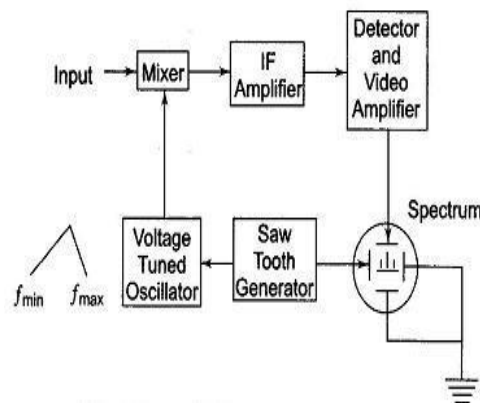 Input
Mixer
IF
Amplifier
Detector
and
Video
Amplifier
Spectrum
fmin
fmax
Voltage
Tuned
Oscillator
Saw
Tooth
Generator